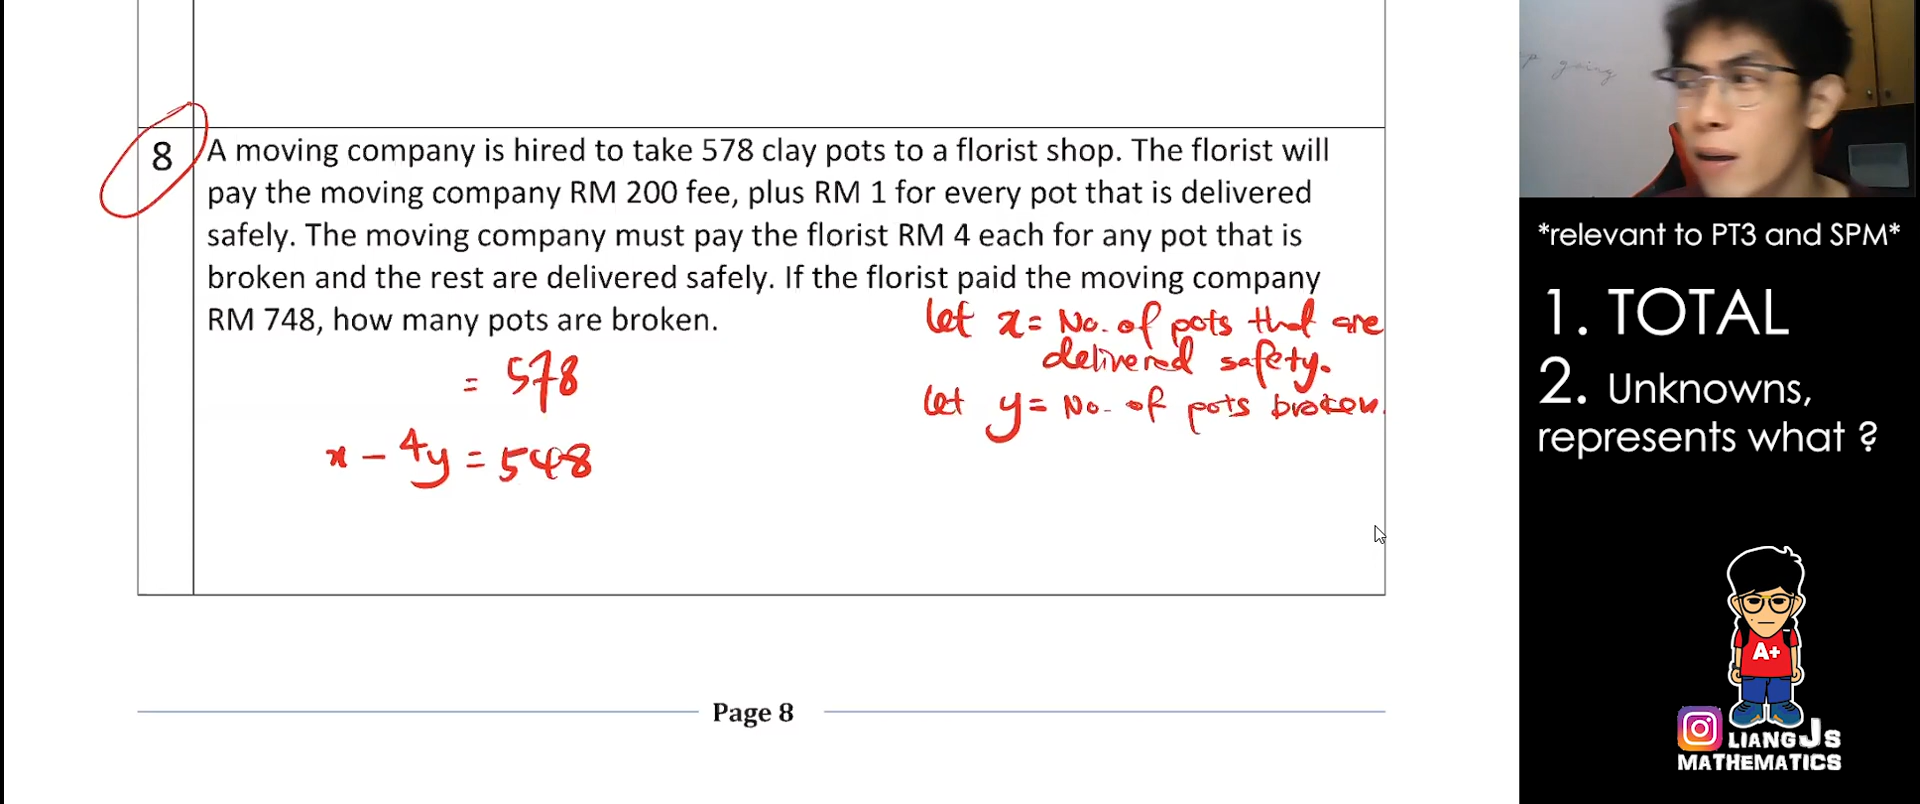 8
A moving company is hired to take 578 clay pots to a florist shop. The florist will
pay the moving company RM 200 fee, plus RM 1 for every pot that is delivered
safely. The moving company must pay the florist RM 4 each for any pot that is
broken and the rest are delivered safely. If the florist paid the moving company
RM 748, how many pots are broken.
let x = No. of pots that are
delivered safety.
= 578
let y = No. of pots broken.
x - 4y = 548
Page 8
*relevant to PT3 and SPM*
1. TOTAL
2. Unknowns,
represents what ?
A+
LIANGJS
MATHEMATICS